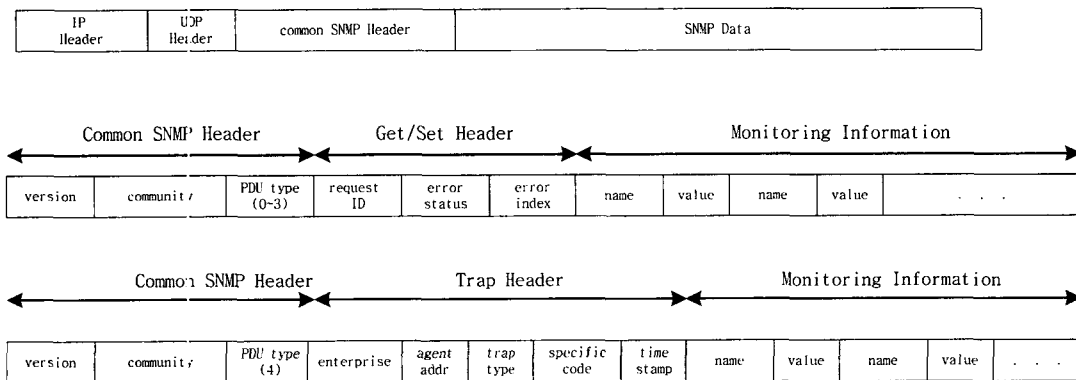 IP UDP
Header Header common SNMP Header SNMP Data
Common SNMP Header Get/Set Header Monitoring Information
version community PDU type (0~3) request ID error status error index name value name value . . .
Common SNMP Header Trap Header Monitoring Information
version community PDU type (4) enterprise agent addr trap type specific code time stamp name value name value . . . .